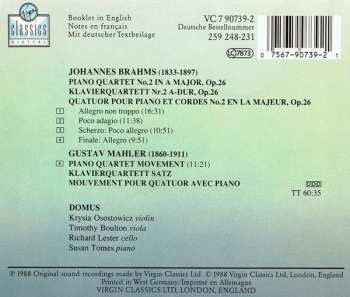 Virgin
CLASSICS
DIGITAL
Booklet in English
Notes en français
Mit deutscher Textbeilage
VC 7 90739-2
Deutsche Bestellnummer
259 248-231
LC7873
0 07567-90739-2 1
JOHANNES BRAHMS (1833-1897)
PIANO QUARTET No.2 IN A MAJOR, Op.26
KLAVIERQUARTETT Nr.2 A-DUR, Op.26
QUATUOR POUR PIANO ET CORDES No.2 EN LA MAJEUR, Op.26
1 Allegro non troppo (16:31)
2 Poco adagio (11:38)
3 Scherzo: Poco allegro (10:51)
4 Finale: Allegro (9:51)
GUSTAV MAHLER (1860-1911)
5 PIANO QUARTET MOVEMENT (11:21)
KLAVIERQUARTETT SATZ
MOUVEMENT POUR QUATUOR AVEC PIANO
DDD
TT 60:35
DOMUS
Krysia Osostowicz violin
Timothy Boulton viola
Richard Lester cello
Susan Tomes piano
℗ 1988 Original sound recordings made by Virgin Classics Ltd. © 1988 Virgin Classics Ltd.
Printed in West Germany/Imprimé en Allemagne
VIRGIN CLASSICS LTD, LONDON, ENGLAND